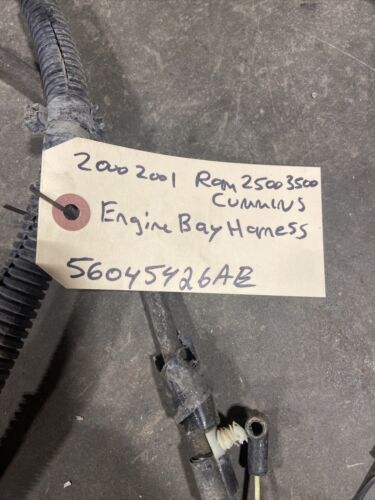 2000 2001 Ram 2500 3500
CUMMINS
Engine Bay Harness
56045426AE